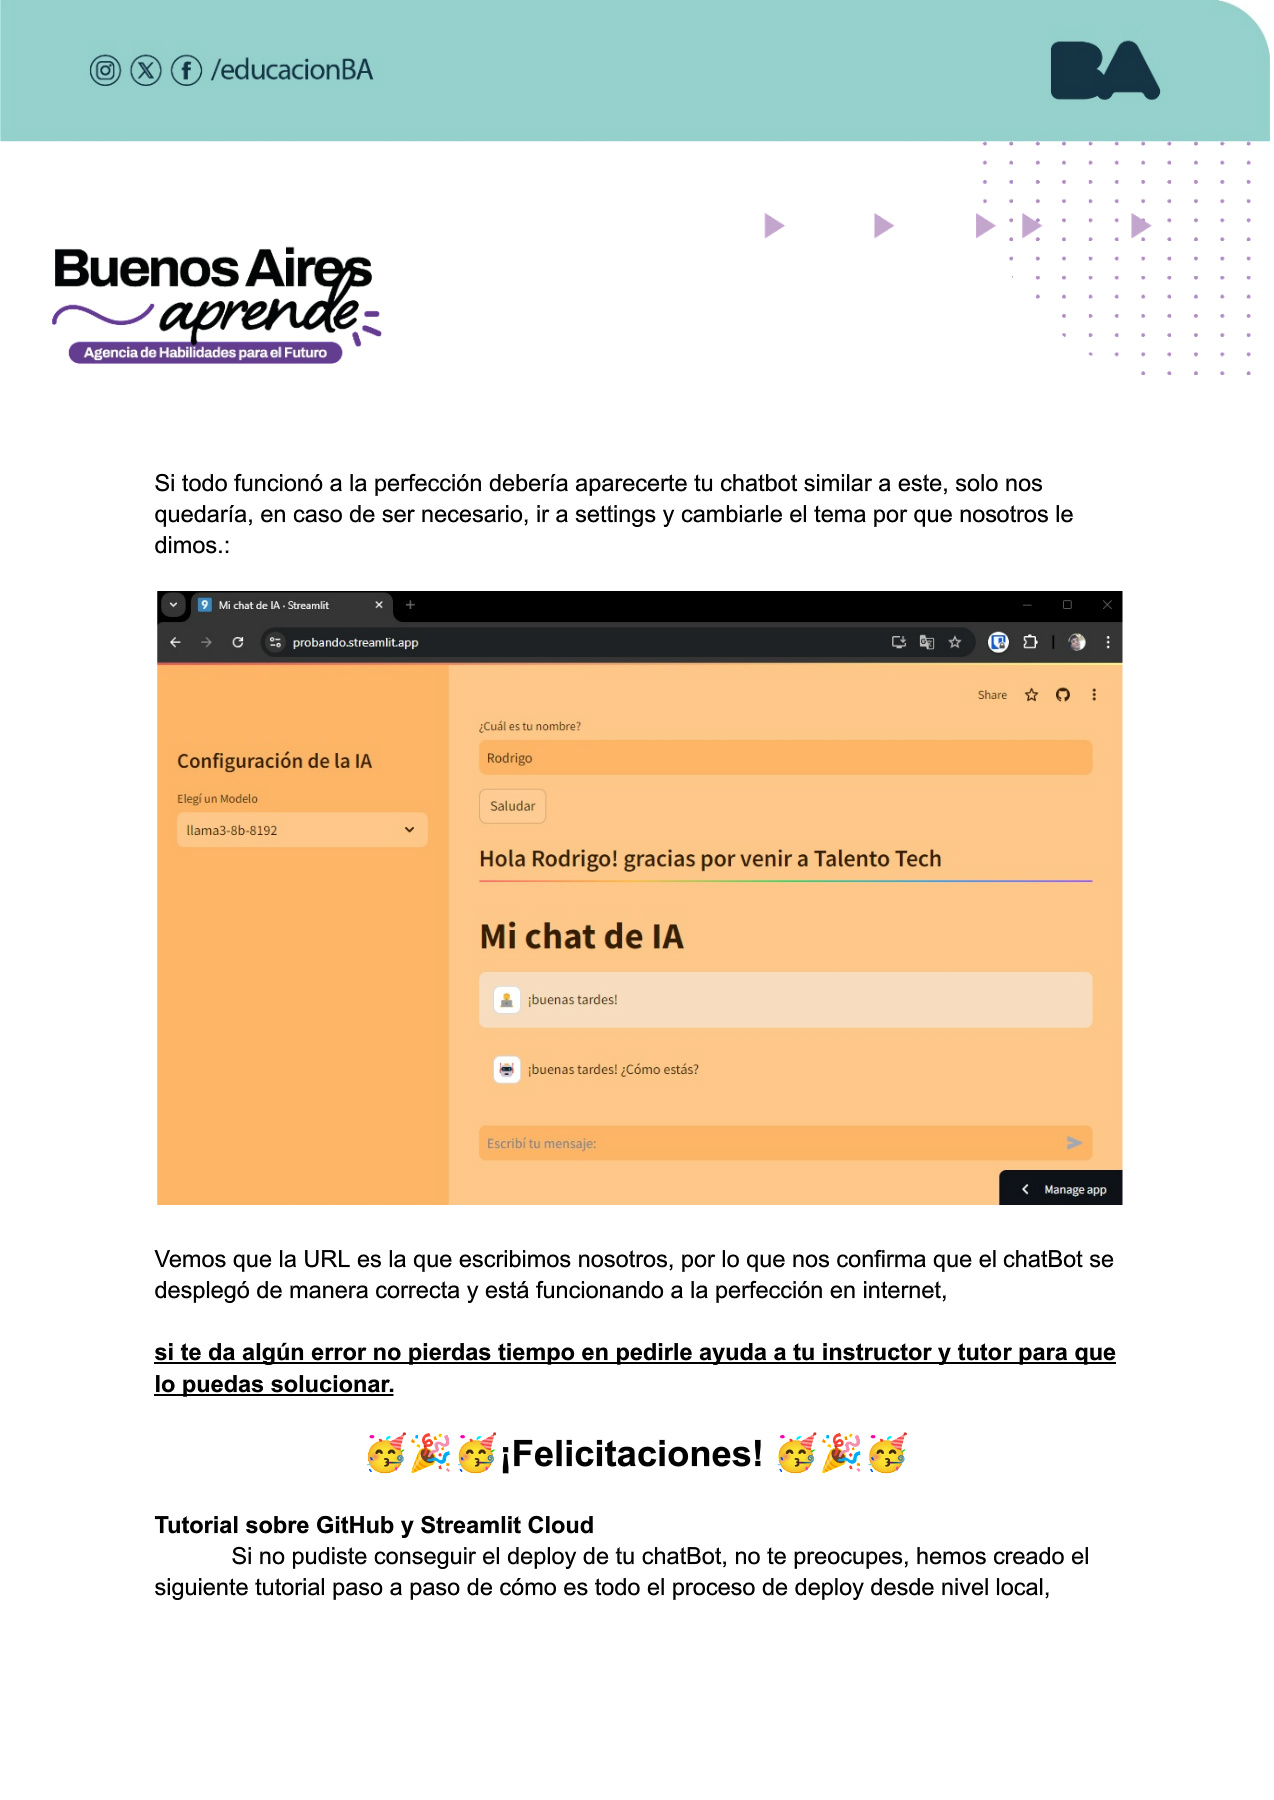 /educacionBA
BA
Buenos Aires
aprende
Agencia de Habilidades para el Futuro
Si todo funcionó a la perfección debería aparecerte tu chatbot similar a este, solo nos
quedaría, en caso de ser necesario, ir a settings y cambiarle el tema por que nosotros le
dimos.:
Mi chat de IA · Streamlit
probando.streamlit.app
Share
Configuración de la IA
Elegí un Modelo
llama3-8b-8192
¿Cuál es tu nombre?
Rodrigo
Saludar
Hola Rodrigo! gracias por venir a Talento Tech
Mi chat de IA
¡buenas tardes!
¡buenas tardes! ¿Cómo estás?
Escribí tu mensaje:
Manage app
Vemos que la URL es la que escribimos nosotros, por lo que nos confirma que el chatBot se
desplegó de manera correcta y está funcionando a la perfección en internet,
si te da algún error no pierdas tiempo en pedirle ayuda a tu instructor y tutor para que
lo puedas solucionar.
🥳🎉🥳¡Felicitaciones! 🥳🎉🥳
Tutorial sobre GitHub y Streamlit Cloud
Si no pudiste conseguir el deploy de tu chatBot, no te preocupes, hemos creado el
siguiente tutorial paso a paso de cómo es todo el proceso de deploy desde nivel local,